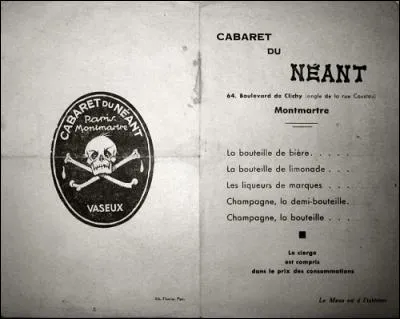 CABARET DU NÉANT
Paris
Montmartre
VASEUX
CABARET
DU
NÉANT
64. Boulevard de Clichy (angle de la rue Coustou)
Montmartre
La bouteille de bière. . . . .
La bouteille de limonade . . .
Les liqueurs de marques . . . .
Champagne, la demi-bouteille.
Champagne, la bouteille . . .
Le cierge
est compris
dans le prix des consommations
Le Menu est à l'intérieur